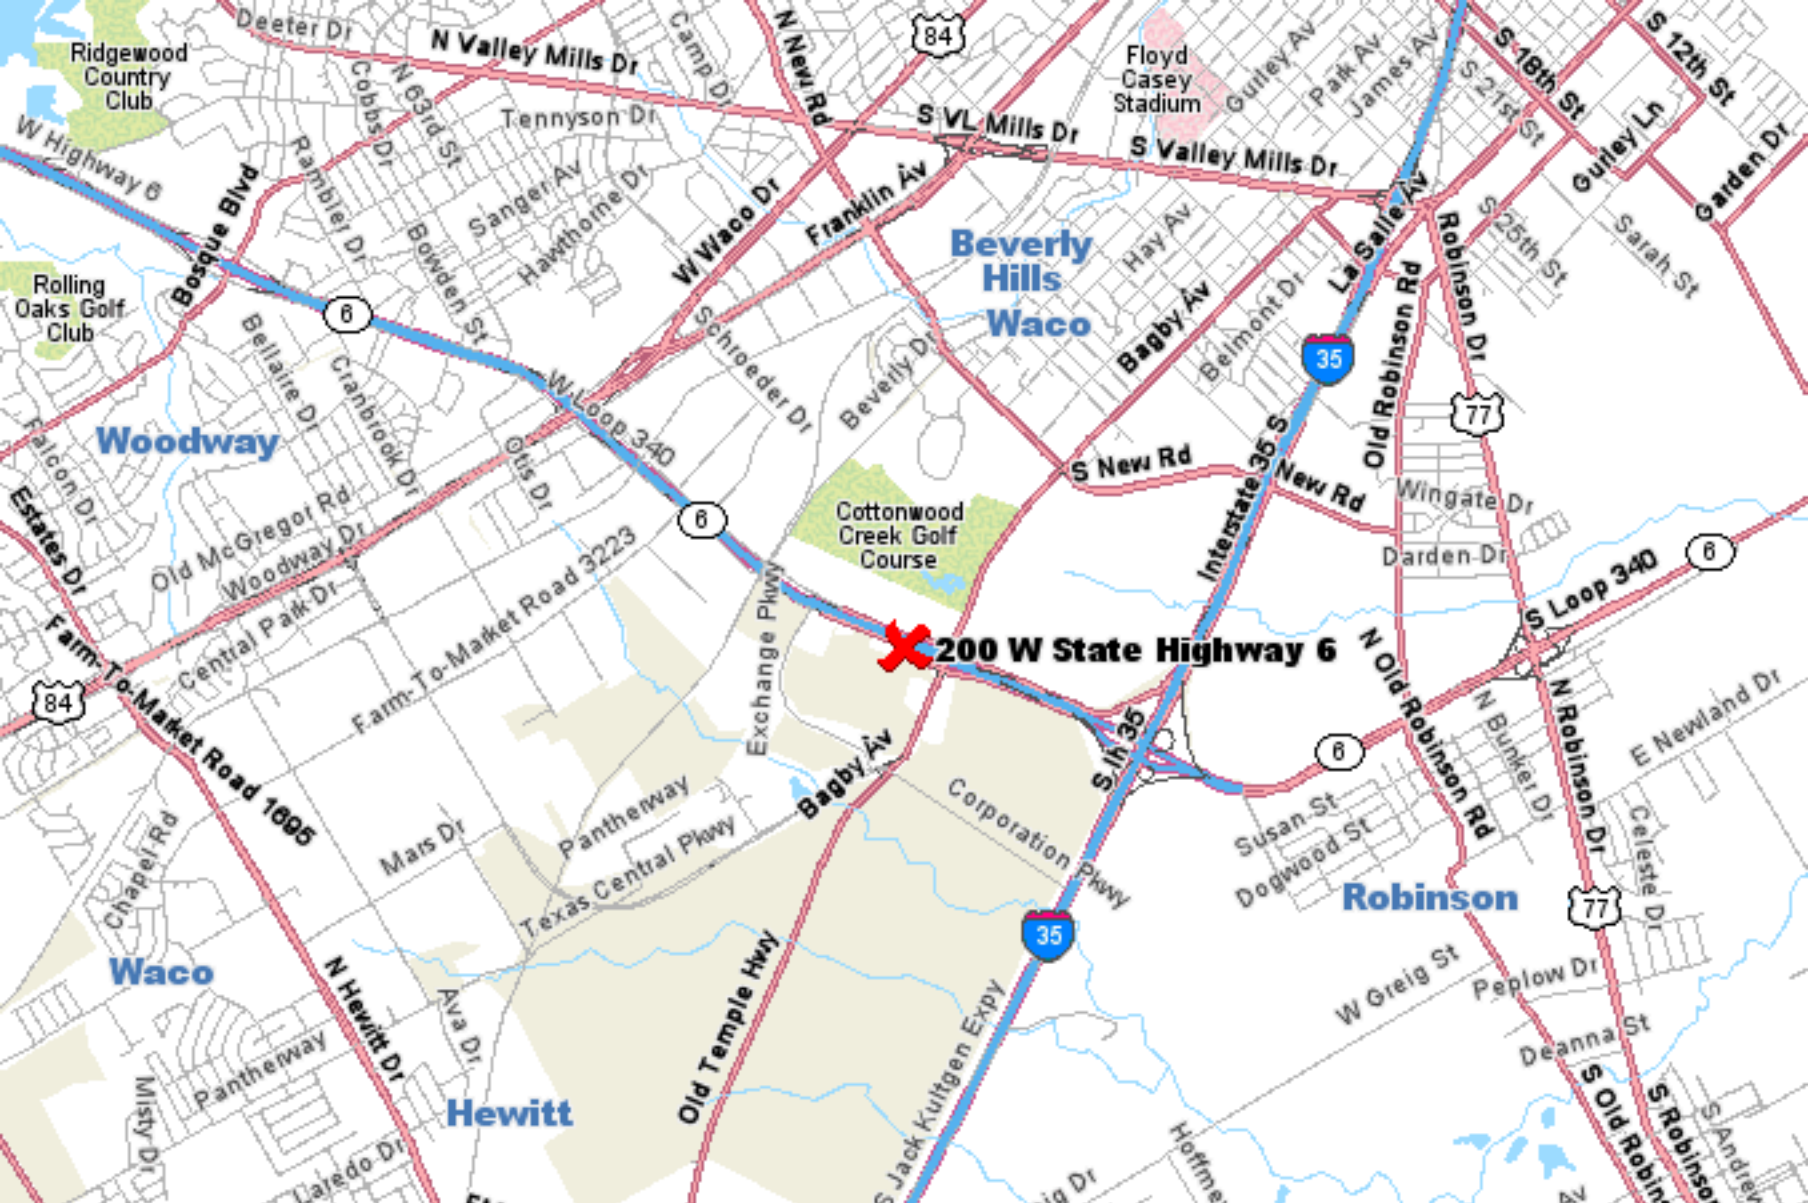 Deeter Dr
N Valley Mills Dr
Camp Dr
N New Rd
84
Floyd
Casey
Stadium
Gurley Av
Park Av
James Av
S 18th St
S 12th St
S 21st St
Ridgewood
Country
Club
Cobbs Dr
N 63rd St
Tennyson Dr
S VL Mills Dr
S Valley Mills Dr
Gurley Ln
Garden Dr
W Highway 6
Bosque Blvd
Rambler Dr
Sanger Av
Hawthorne Dr
W Waco Dr
Franklin Av
Beverly
Hills
Waco
Hay Av
La Salle Av
Robinson Dr
S 25th St
Sarah St
Rolling
Oaks Golf
Club
6
Bowden St
Bellaire Dr
Cranbrook Dr
Schroeder Dr
Beverly Dr
Bagby Av
Belmont Dr
35
Old Robinson Rd
77
Woodway
Falcon Dr
W Loop 340
Otis Dr
S New Rd
Interstate 35 S
New Rd
Wingate Dr
Estates Dr
Old McGregor Rd
Woodway Dr
Central Park Dr
Farm-To-Market Road 3223
6
Cottonwood
Creek Golf
Course
Darden Dr
6
S Loop 340
Exchange Pkwy
200 W State Highway 6
84
Farm-To-Market Road 1695
N Old Robinson Rd
N Bunker Dr
N Robinson Dr
E Newland Dr
6
S Ih 35
Bagby Av
Corporation Pkwy
Pantherway
Texas Central Pkwy
Mars Dr
Chapel Rd
Susan St
Dogwood St
Celeste Dr
Robinson
77
35
Waco
N Hewitt Dr
Ava Dr
Old Temple Hwy
S Jack Kultgen Expy
W Greig St
Peplow Dr
Deanna St
Pantherway
Misty Dr
Hewitt
Laredo Dr
S Old Robin
S Robinso
S Andre
Hoffme
ig Dr
Av